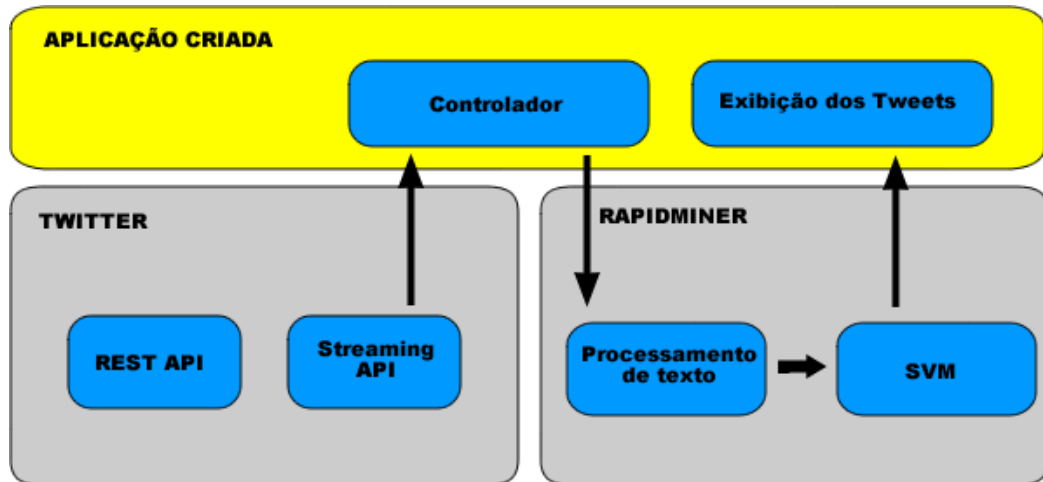 APLICAÇÃO CRIADA
Controlador
Exibição dos Tweets
TWITTER
REST API
Streaming
API
RAPIDMINER
Processamento
de texto
SVM